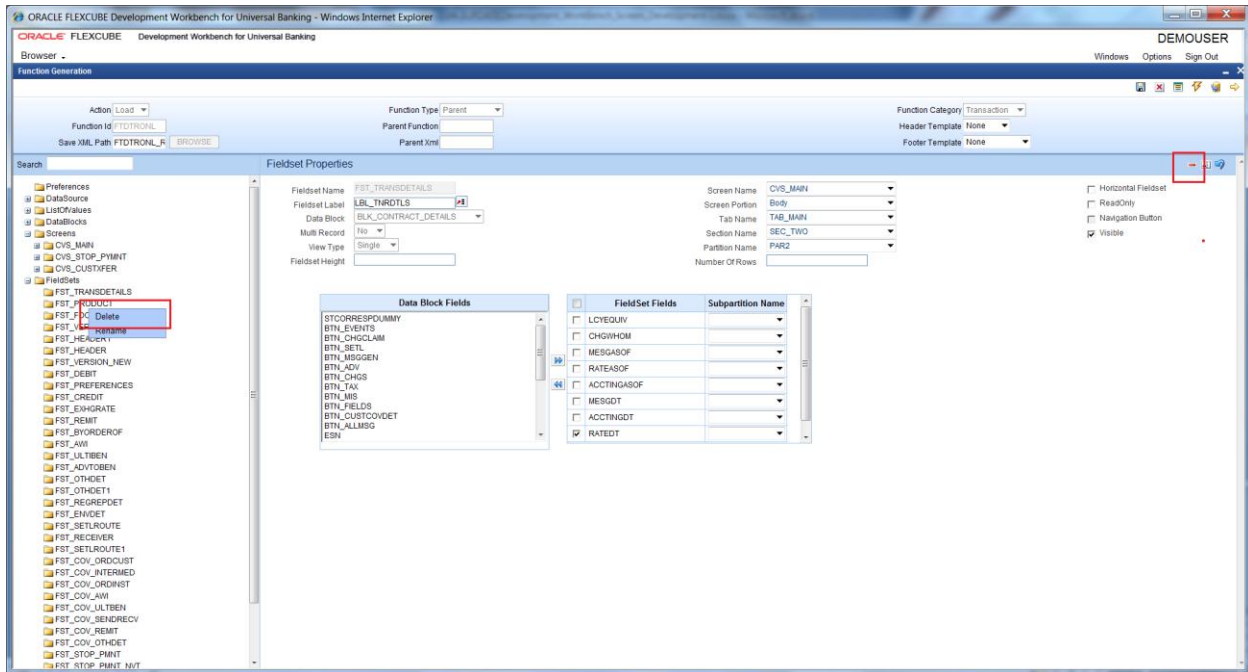 ORACLE FLEXCUBE Development Workbench for Universal Banking - Windows Internet Explorer
ORACLE FLEXCUBE Development Workbench for Universal Banking
DEMOUSER
Browser
Windows Options Sign Out
Function Generation
Action Load
Function Type Parent
Function Category Transaction
Function Id FTDTRONL
Parent Function
Header Template None
Save XML Path FTDTRONL_R BROWSE
Parent Xml
Footer Template None
Search
Fieldset Properties
Preferences
DataSource
ListOfValues
DataBlocks
Screens
CVS_MAIN
CVS_STOP_PYMNT
CVS_CUSTXFER
FieldSets
FST_TRANSDETAILS
FST_PRODUCT
Delete
Rename
FST_HEADER1
FST_HEADER
FST_VERSION_NEW
FST_DEBIT
FST_PREFERENCES
FST_CREDIT
FST_EXHGRATE
FST_REMIT
FST_BYORDEROF
FST_AWI
FST_ULTIBEN
FST_ADVTOBEN
FST_OTHDET
FST_OTHDET1
FST_REGREPDET
FST_ENVDET
FST_SETLROUTE
FST_RECEIVER
FST_SETLROUTE1
FST_COV_ORDCUST
FST_COV_INTERMED
FST_COV_ORDINST
FST_COV_AWI
FST_COV_ULTBEN
FST_COV_SENDRECV
FST_COV_REMIT
FST_COV_OTHDET
FST_STOP_PMNT
FST_STOP_PMNT_NVT
Fieldset Name FST_TRANSDETAILS
Fieldset Label LBL_TNRDTLS
Data Block BLK_CONTRACT_DETAILS
Multi Record No
View Type Single
Fieldset Height
Screen Name CVS_MAIN
Screen Portion Body
Tab Name TAB_MAIN
Section Name SEC_TWO
Partition Name PAR2
Number Of Rows
Horizontal Fieldset
ReadOnly
Navigation Button
Visible
Data Block Fields
STCORRESPDUMMY
BTN_EVENTS
BTN_CHGCLAIM
BTN_SETL
BTN_MSGGEN
BTN_ADV
BTN_CHGS
BTN_TAX
BTN_MIS
BTN_FIELDS
BTN_CUSTCOVDET
BTN_ALLMSG
ESN
FieldSet Fields Subpartition Name
LCYEQUIV
CHGWHOM
MESGASOF
RATEASOF
ACCTINGASOF
MESGDT
ACCTINGDT
RATEDT